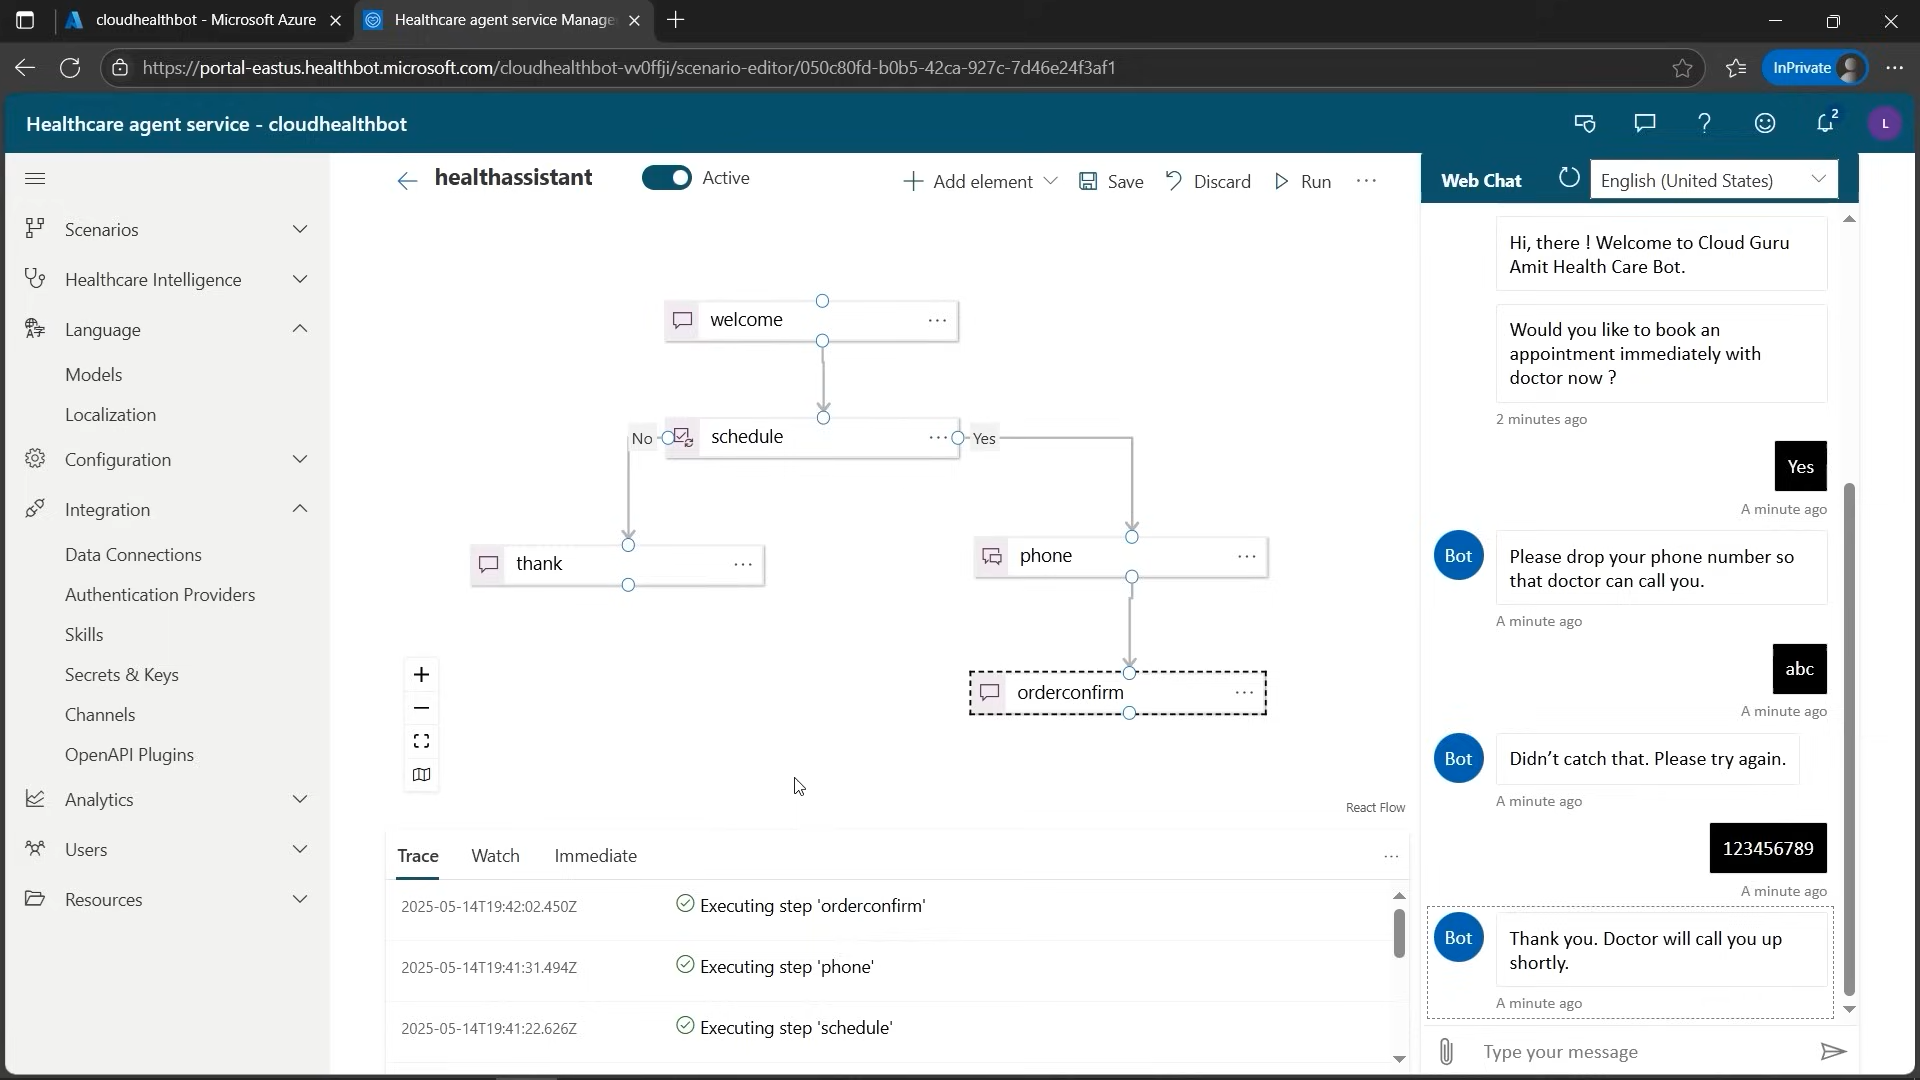 cloudhealthbot - Microsoft Azure
Healthcare agent service Manage
https://portal-eastus.healthbot.microsoft.com/cloudhealthbot-vv0ffji/scenario-editor/050c80fd-b0b5-42ca-927c-7d46e24f3af1
InPrivate
Healthcare agent service - cloudhealthbot
2
L
Scenarios
Healthcare Intelligence
Language
Models
Localization
Configuration
Integration
Data Connections
Authentication Providers
Skills
Secrets & Keys
Channels
OpenAPI Plugins
Analytics
Users
Resources
healthassistant
Active
Add element
Save
Discard
Run
welcome
No
schedule
Yes
thank
phone
orderconfirm
React Flow
Trace
Watch
Immediate
2025-05-14T19:42:02.450Z Executing step 'orderconfirm'
2025-05-14T19:41:31.494Z Executing step 'phone'
2025-05-14T19:41:22.626Z Executing step 'schedule'
Web Chat
English (United States)
Hi, there ! Welcome to Cloud Guru
Amit Health Care Bot.
Would you like to book an
appointment immediately with
doctor now ?
2 minutes ago
Yes
A minute ago
Bot
Please drop your phone number so
that doctor can call you.
A minute ago
abc
A minute ago
Bot
Didn’t catch that. Please try again.
A minute ago
123456789
A minute ago
Bot
Thank you. Doctor will call you up
shortly.
A minute ago
Type your message